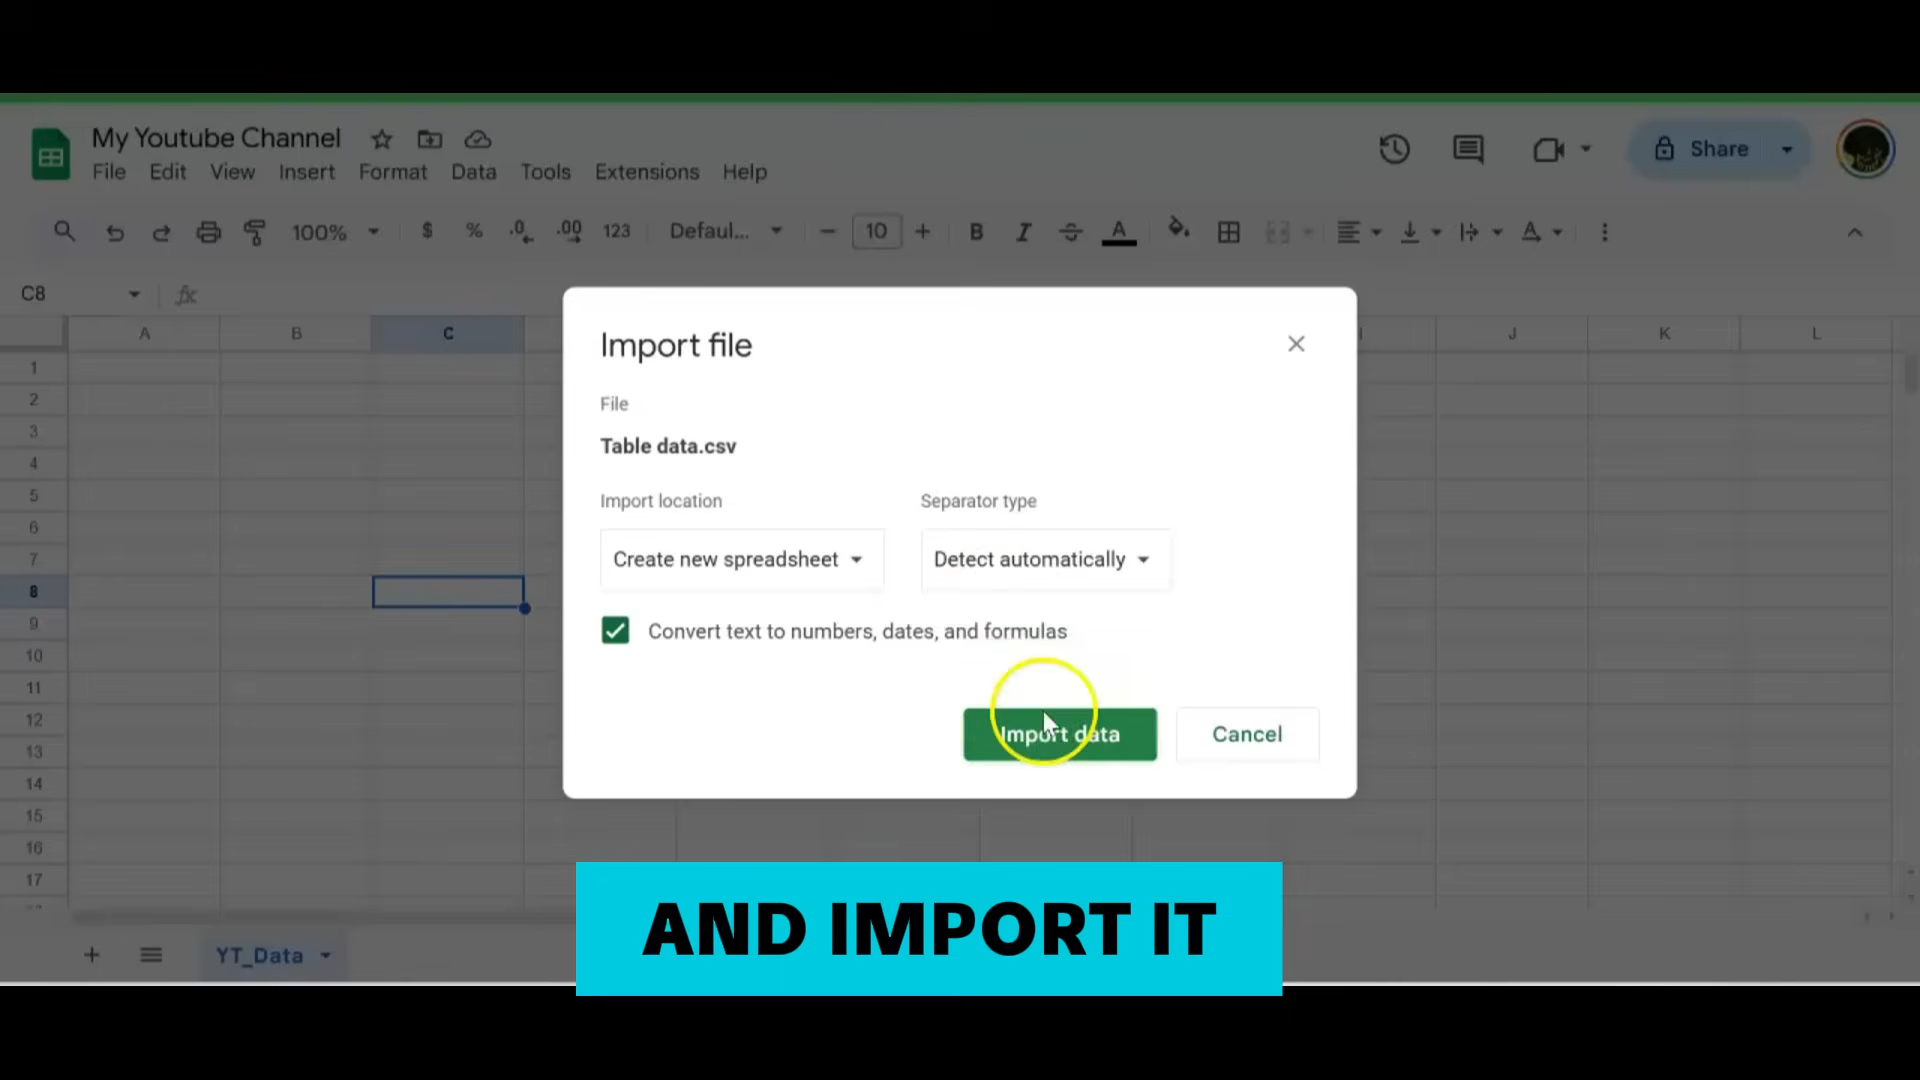 My Youtube Channel
File Edit View Insert Format Data Tools Extensions Help
Share
100% $ % .0 .00 123 Defaul... 10 B I A A
C8 fx
A B C I J K L
1
2
3
4
5
6
7
8
9
10
11
12
13
14
15
16
17
Import file
File
Table data.csv
Import location Separator type
Create new spreadsheet Detect automatically
Convert text to numbers, dates, and formulas
Import data Cancel
YT_Data
AND IMPORT IT